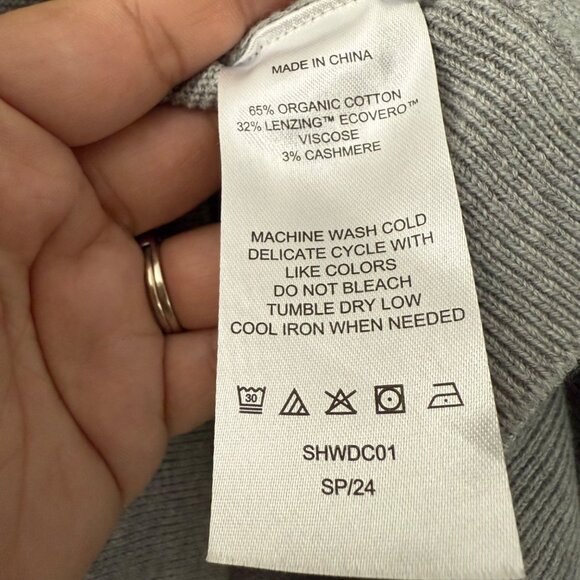 MADE IN CHINA
65% ORGANIC COTTON
32% LENZING™ ECOVERO™
VISCOSE
3% CASHMERE
MACHINE WASH COLD
DELICATE CYCLE WITH
LIKE COLORS
DO NOT BLEACH
TUMBLE DRY LOW
COOL IRON WHEN NEEDED
30
SHWDC01
SP/24